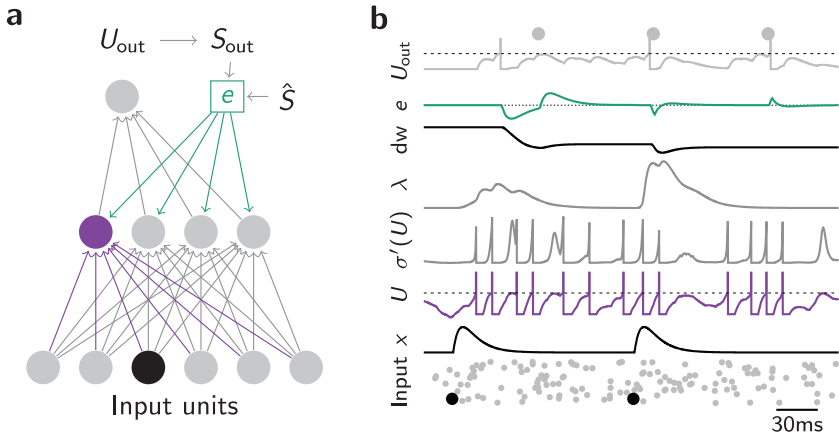 a
U_out → S_out
e
Ŝ
Input units
b
U_out
e
dw
λ
σ′(U)
U
x
Input
30ms